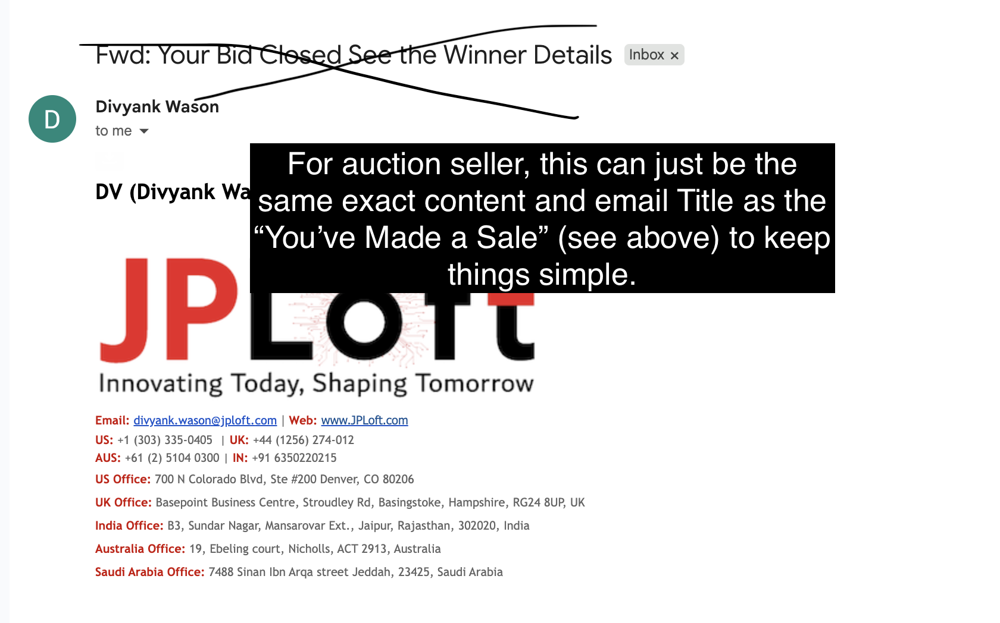 Fwd: Your Bid Closed See the Winner Details Inbox ×
D
Divyank Wason
to me
For auction seller, this can just be the
same exact content and email Title as the
“You’ve Made a Sale” (see above) to keep
things simple.
DV (Divyank Wa
JPLoft
Innovating Today, Shaping Tomorrow
Email: divyank.wason@jploft.com | Web: www.JPLoft.com
US: +1 (303) 335-0405 | UK: +44 (1256) 274-012
AUS: +61 (2) 5104 0300 | IN: +91 6350220215
US Office: 700 N Colorado Blvd, Ste #200 Denver, CO 80206
UK Office: Basepoint Business Centre, Stroudley Rd, Basingstoke, Hampshire, RG24 8UP, UK
India Office: B3, Sundar Nagar, Mansarovar Ext., Jaipur, Rajasthan, 302020, India
Australia Office: 19, Ebeling court, Nicholls, ACT 2913, Australia
Saudi Arabia Office: 7488 Sinan Ibn Arqa street Jeddah, 23425, Saudi Arabia